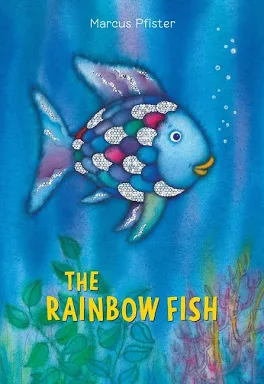 Marcus Pfister
THE
RAINBOW FISH